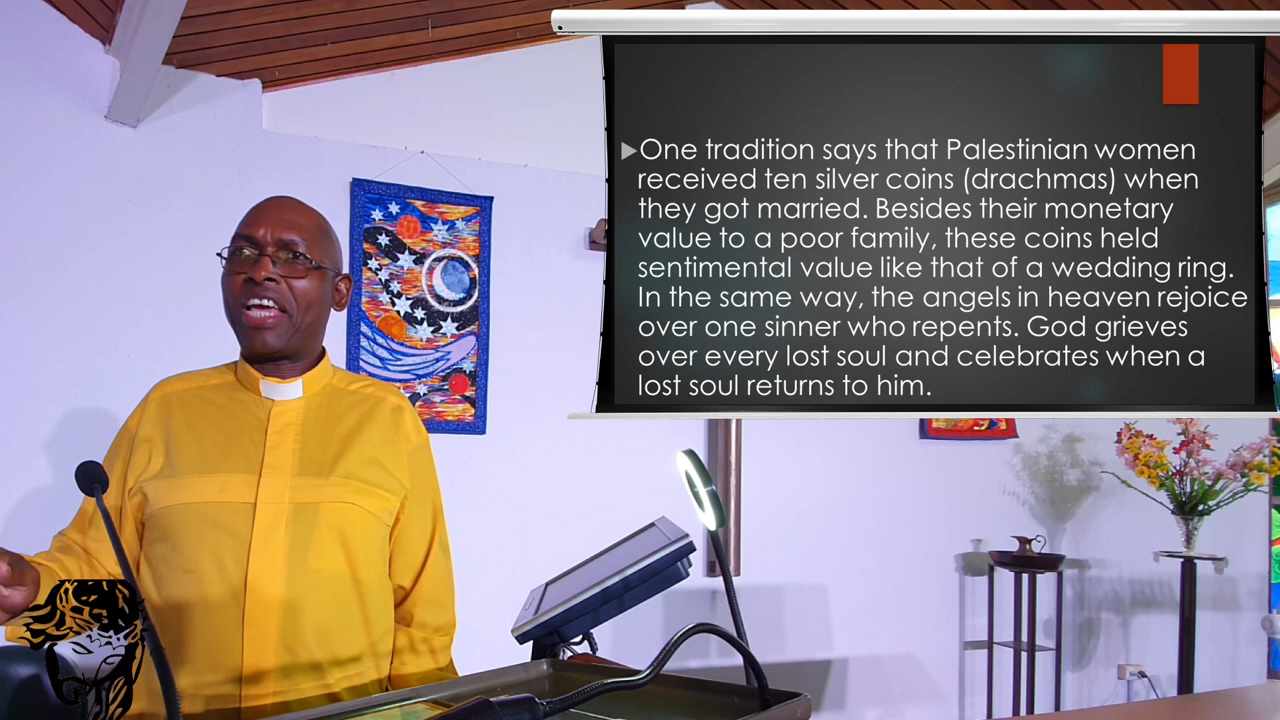 One tradition says that Palestinian women
received ten silver coins (drachmas) when
they got married. Besides their monetary
value to a poor family, these coins held
sentimental value like that of a wedding ring.
In the same way, the angels in heaven rejoice
over one sinner who repents. God grieves
over every lost soul and celebrates when a
lost soul returns to him.